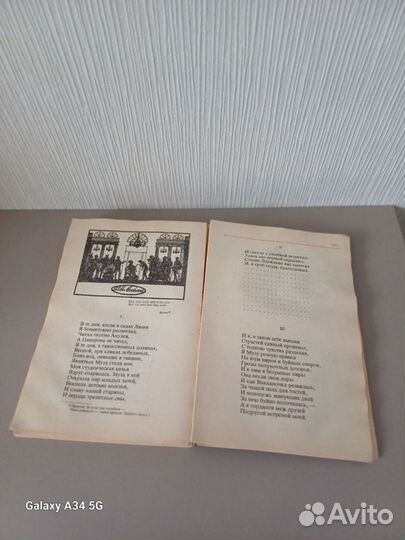 I
В те дни, когда в садах Лицея
Я безмятежно расцветал,
Читал охотно Апулея,
А Цицерона не читал,
В те дни, в таинственных долинах,
Весной, при кликах лебединых,
Близ вод, сиявших в тишине,
Являться Муза стала мне.
Моя студенческая келья
Вдруг озарилась: Муза в ней
Открыла пир младых затей,
Воспела детские веселья,
И славу нашей старины,
И сердца трепетные сны.
II
И свет ее с улыбкой встретил;
Успех нас первый окрылил;
Старик Державин нас заметил
И, в гроб сходя, благословил.
III
И я, в закон себе вменяя
Страстей единый произвол,
С толпою чувства разделяя,
Я Музу резвую привел
На шум пиров и буйных споров,
Грозы полуночных дозоров;
И к ним в безумные пиры
Она несла свои дары
И как Вакханочка резвилась,
За чашей пела для гостей,
И молодежь минувших дней
За нею буйно волочилась, —
А я гордился меж друзей
Подругой ветреной моей.
Galaxy A34 5G
Avito